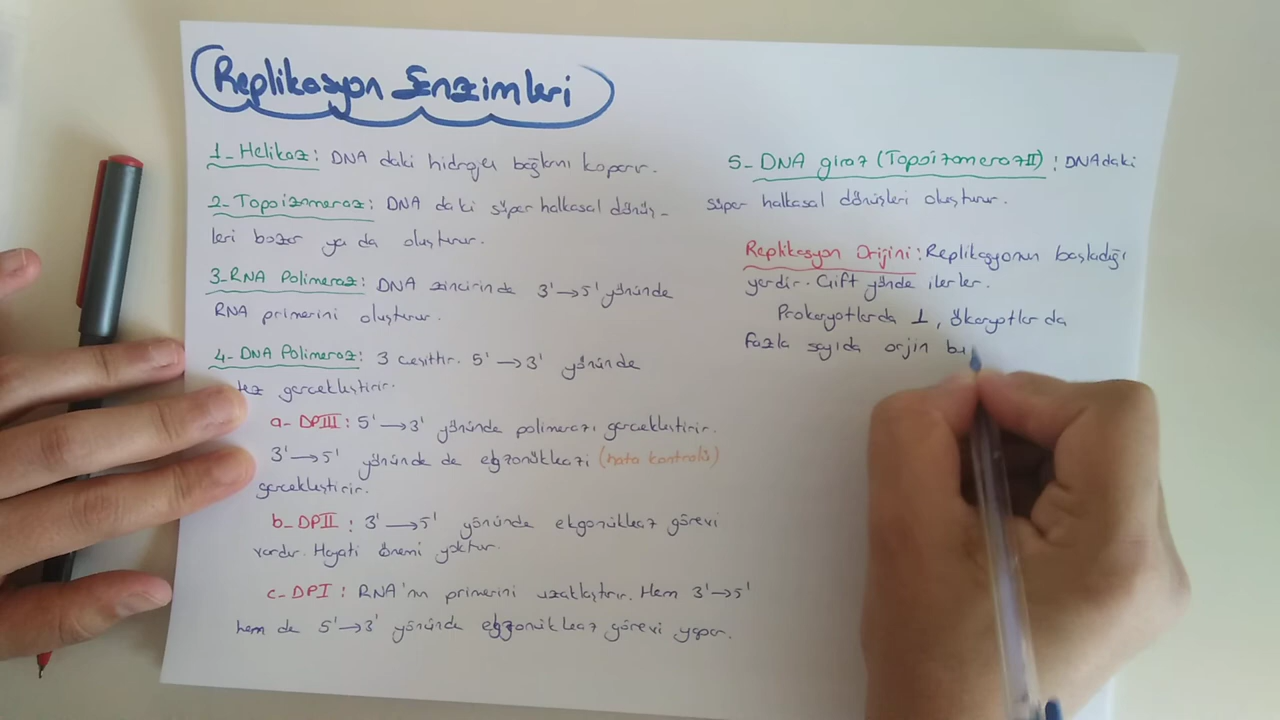 Replikasyon Enzimleri
1- Helikaz: DNA daki hidrojen bağlarını koparır.
2- Topoizomeraz: DNA daki süper halkasal dönüş-
leri bozar ya da oluşturur.
3- RNA Polimeraz: DNA zincirinde 3'→5' yönünde
RNA primerini oluşturur.
4- DNA Polimeraz: 3 çeşittir. 5'→3' yönünde
gerçekleştirir.
a- DPIII: 5'→3' yönünde polimerazı gerçekleştirir.
3'→5' yönünde de ekzonükleazı (hata kontrolü)
gerçekleştirir.
b- DPII: 3'→5' yönünde ekzonükleaz görevi
vardır. Hayati önemi yoktur.
c- DPI: RNA'nın primerini uzaklaştırır. Hem 3'→5'
hem de 5'→3' yönünde ekzonükleaz görevi yapar.
5- DNA giraz (Topoizomeraz II): DNA daki
süper halkasal dönüşleri oluşturur.
Replikasyon Orijini: Replikasyonun başladığı
yerdir. Çift yönde ilerler.
Prokaryotlarda 1, ökaryotlarda
fazla sayıda orjin bu